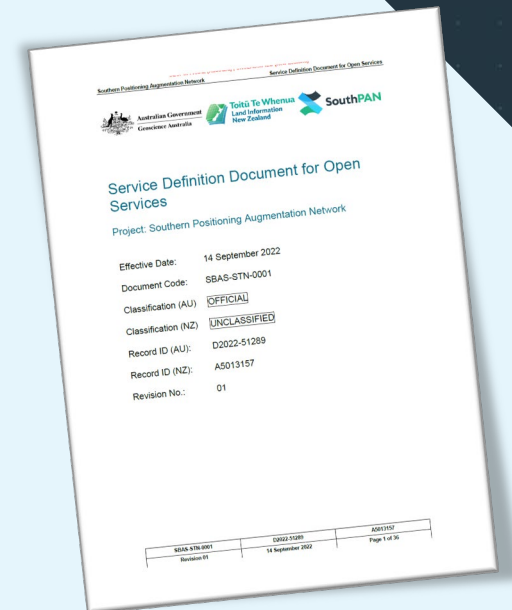 Southern Positioning Augmentation Network Service Definition Document for Open Services
Australian Government
Geoscience Australia
Toitū Te Whenua
Land Information
New Zealand
SouthPAN
Service Definition Document for Open
Services
Project: Southern Positioning Augmentation Network
Effective Date: 14 September 2022
Document Code: SBAS-STN-0001
Classification (AU) OFFICIAL
Classification (NZ) UNCLASSIFIED
Record ID (AU): D2022-51289
Record ID (NZ): A5013157
Revision No.: 01
SBAS-STN-0001 D2022-51289 A5013157
Revision 01 14 September 2022 Page 1 of 36